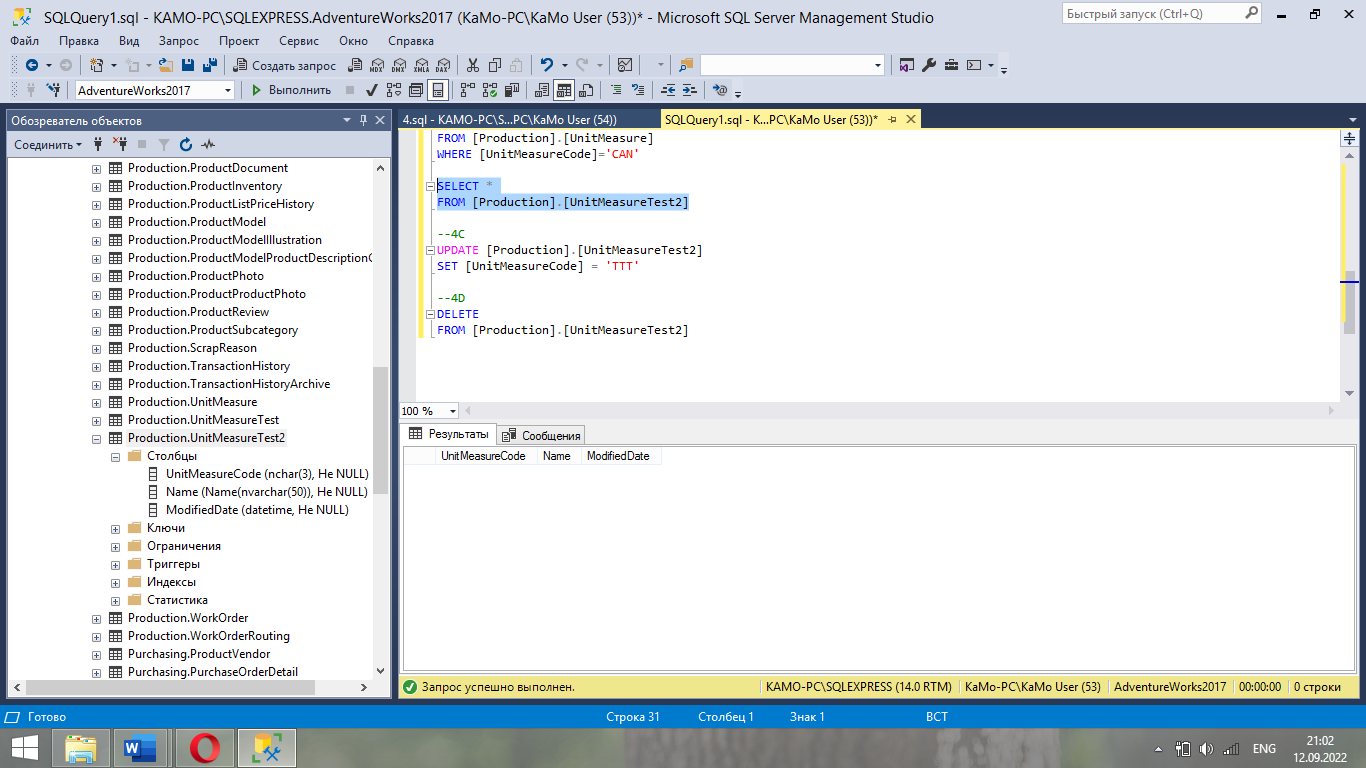 SQLQuery1.sql - KAMO-PC\SQLEXPRESS.AdventureWorks2017 (KaMo-PC\KaMo User (53))* - Microsoft SQL Server Management Studio
Быстрый запуск (Ctrl+Q)
Файл Правка Вид Запрос Проект Сервис Окно Справка
Создать запрос MDX DMX XMLA DAX
AdventureWorks2017 Выполнить
Обозреватель объектов
Соединить
Production.ProductDocument
Production.ProductInventory
Production.ProductListPriceHistory
Production.ProductModel
Production.ProductModelIllustration
Production.ProductModelProductDescriptionC
Production.ProductPhoto
Production.ProductProductPhoto
Production.ProductReview
Production.ProductSubcategory
Production.ScrapReason
Production.TransactionHistory
Production.TransactionHistoryArchive
Production.UnitMeasure
Production.UnitMeasureTest
Production.UnitMeasureTest2
Столбцы
UnitMeasureCode (nchar(3), Не NULL)
Name (Name(nvarchar(50)), Не NULL)
ModifiedDate (datetime, Не NULL)
Ключи
Ограничения
Триггеры
Индексы
Статистика
Production.WorkOrder
Production.WorkOrderRouting
Purchasing.ProductVendor
Purchasing.PurchaseOrderDetail
4.sql - KAMO-PC\S...PC\KaMo User (54)) SQLQuery1.sql - K...PC\KaMo User (53))*
FROM [Production].[UnitMeasure]
WHERE [UnitMeasureCode]='CAN'
SELECT *
FROM [Production].[UnitMeasureTest2]
--4C
UPDATE [Production].[UnitMeasureTest2]
SET [UnitMeasureCode] = 'TTT'
--4D
DELETE
FROM [Production].[UnitMeasureTest2]
100 %
Результаты Сообщения
UnitMeasureCode Name ModifiedDate
Запрос успешно выполнен. KAMO-PC\SQLEXPRESS (14.0 RTM) KaMo-PC\KaMo User (53) AdventureWorks2017 00:00:00 0 строки
Готово Строка 31 Столбец 1 Знак 1 ВСТ
ENG
21:02
12.09.2022